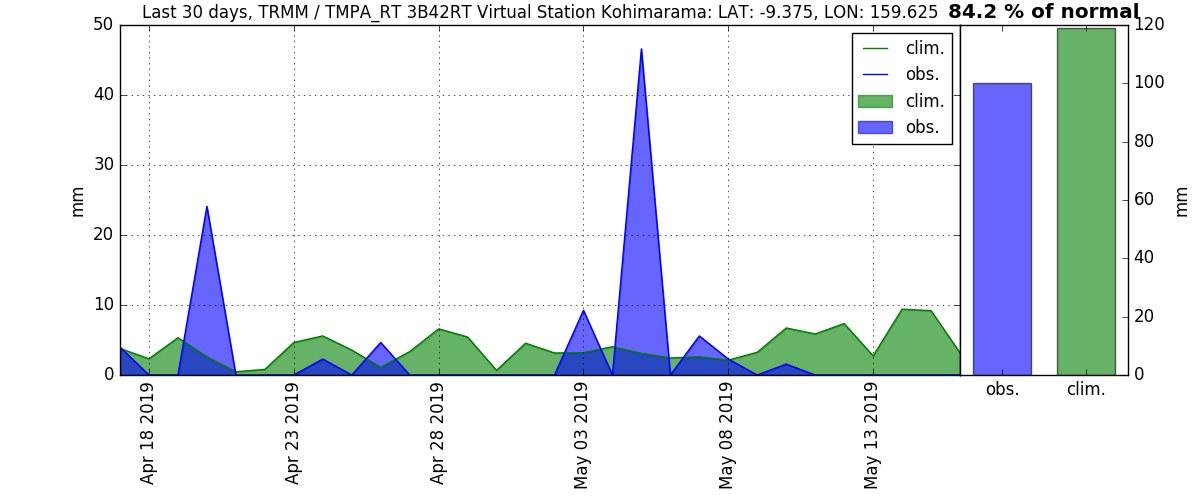 Last 30 days, TRMM / TMPA_RT 3B42RT Virtual Station Kohimarama: LAT: -9.375, LON: 159.625
84.2 % of normal
50
40
30
20
10
0
mm
clim.
obs.
clim.
obs.
Apr 18 2019
Apr 23 2019
Apr 28 2019
May 03 2019
May 08 2019
May 13 2019
120
100
80
60
40
20
0
mm
obs.
clim.